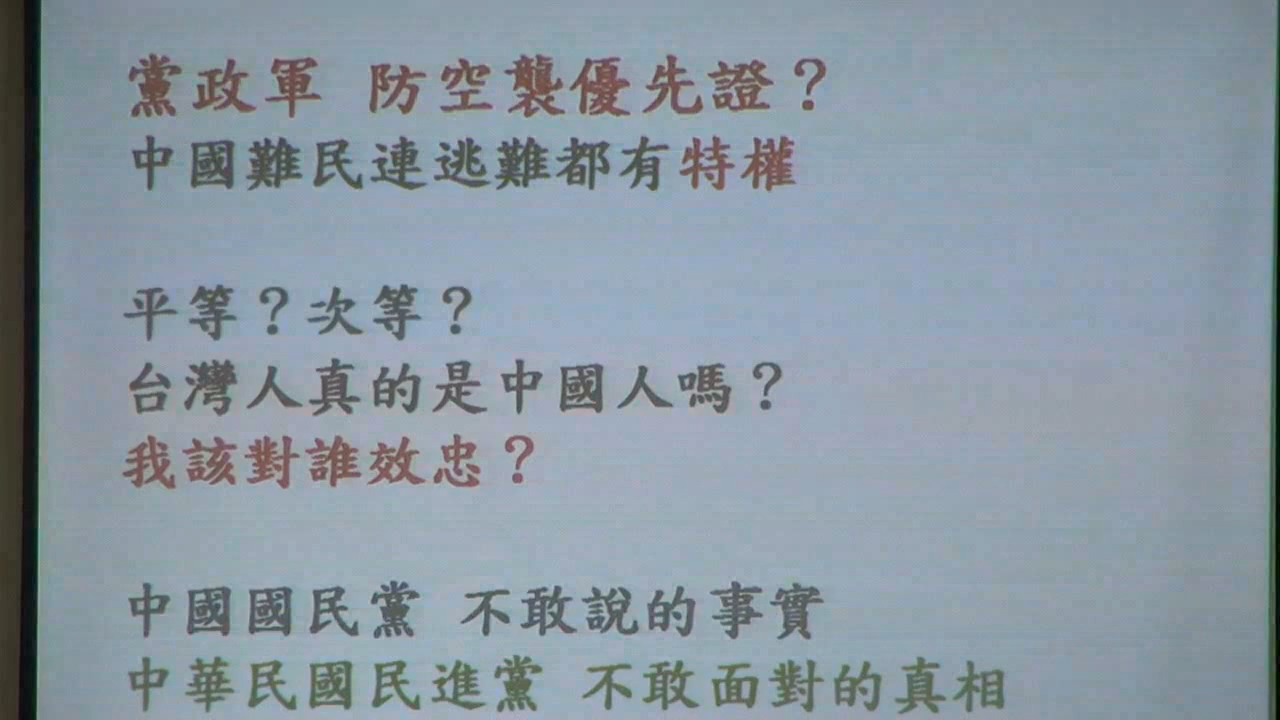 黨政軍 防空襲優先證？
中國難民連逃難都有特權
平等？次等？
台灣人真的是中國人嗎？
我該對誰效忠？
中國國民黨 不敢說的事實
中華民國民進黨 不敢面對的真相